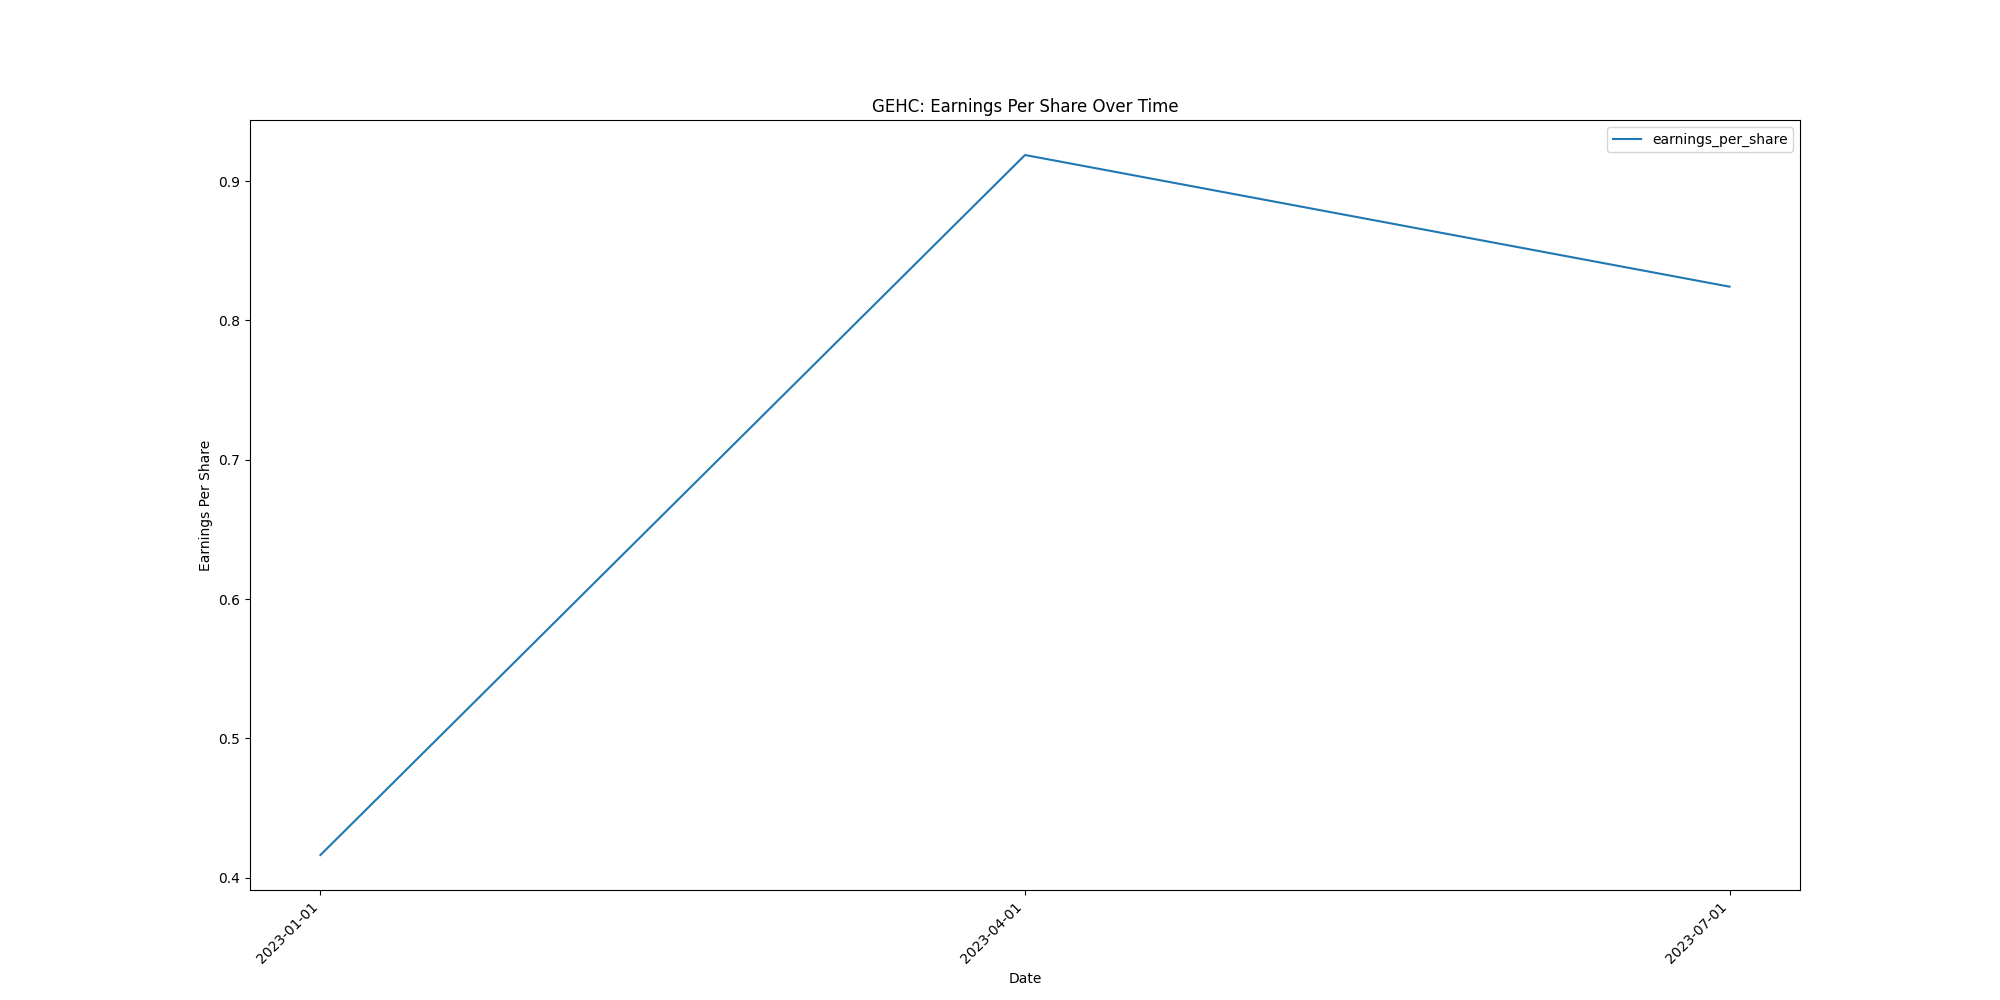 GEHC: Earnings Per Share Over Time
earnings_per_share
0.9
0.8
0.7
0.6
0.5
0.4
Earnings Per Share
2023-01-01
2023-04-01
2023-07-01
Date